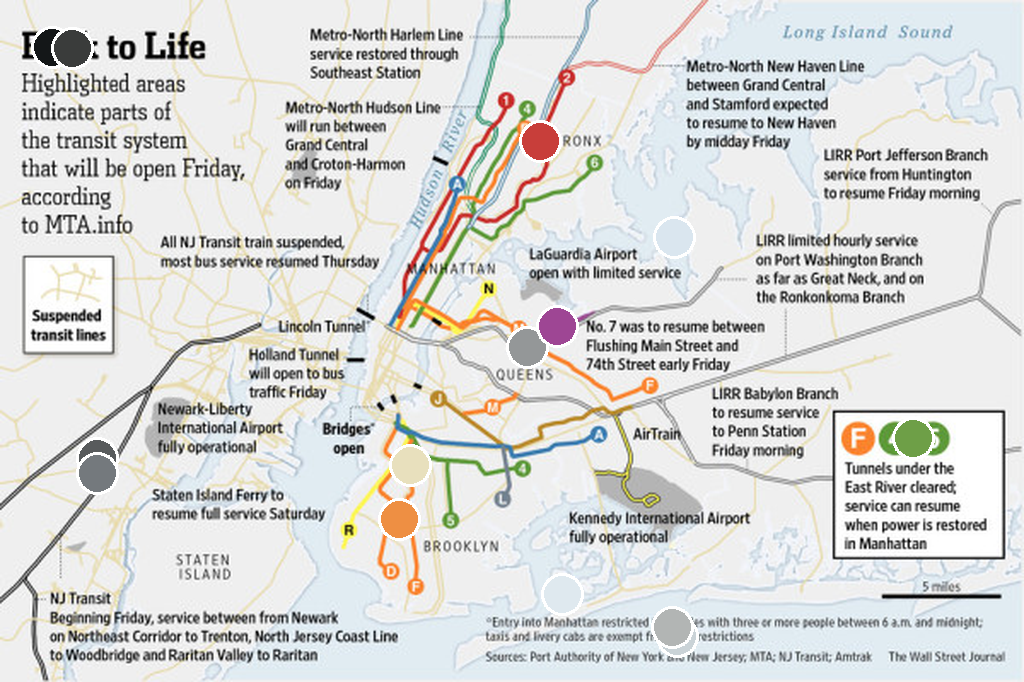 to Life
Highlighted areas
indicate parts of
the transit system
that will be open Friday,
according
to MTA.info
Suspended
transit lines
Metro-North Harlem Line
service restored through
Southeast Station
Metro-North Hudson Line
will run between
Grand Central
and Croton-Harmon
on Friday
All NJ Transit train suspended,
most bus service resumed Thursday
Hudson River
Long Island Sound
Metro-North New Haven Line
between Grand Central
and Stamford expected
to resume to New Haven
by midday Friday
LIRR Port Jefferson Branch
service from Huntington
to resume Friday morning
LIRR limited hourly service
on Port Washington Branch
as far as Great Neck, and on
the Ronkonkoma Branch
1
4
2
6
A
RONX
MANHATTAN
LaGuardia Airport
open with limited service
N
Lincoln Tunnel
Holland Tunnel
will open to bus
traffic Friday
No. 7 was to resume between
Flushing Main Street and
74th Street early Friday
QUEENS
F
J
M
A
AirTrain
LIRR Babylon Branch
to resume service
to Penn Station
Friday morning
Newark-Liberty
International Airport
fully operational
Bridges*
open
4
L
5
R
D
F
Staten Island Ferry to
resume full service Saturday
STATEN
ISLAND
BROOKLYN
Kennedy International Airport
fully operational
F
Tunnels under the
East River cleared;
service can resume
when power is restored
in Manhattan
5 miles
NJ Transit
Beginning Friday, service between from Newark
on Northeast Corridor to Trenton, North Jersey Coast Line
to Woodbridge and Raritan Valley to Raritan
*Entry into Manhattan restricted with three or more people between 6 a.m. and midnight;
taxis and livery cabs are exempt restrictions
Sources: Port Authority of New York and New Jersey; MTA; NJ Transit; Amtrak
The Wall Street Journal